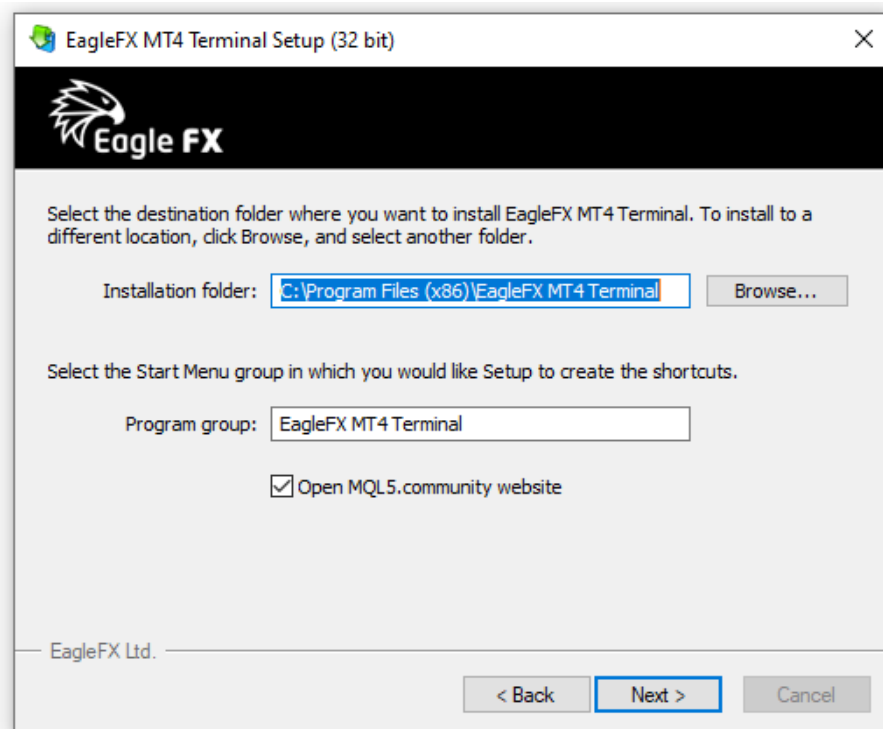 EagleFX MT4 Terminal Setup (32 bit)
Eagle FX
Select the destination folder where you want to install EagleFX MT4 Terminal. To install to a
different location, click Browse, and select another folder.
Installation folder: C:\Program Files (x86)\EagleFX MT4 Terminal Browse...
Select the Start Menu group in which you would like Setup to create the shortcuts.
Program group: EagleFX MT4 Terminal
Open MQL5.community website
EagleFX Ltd.
< Back Next > Cancel